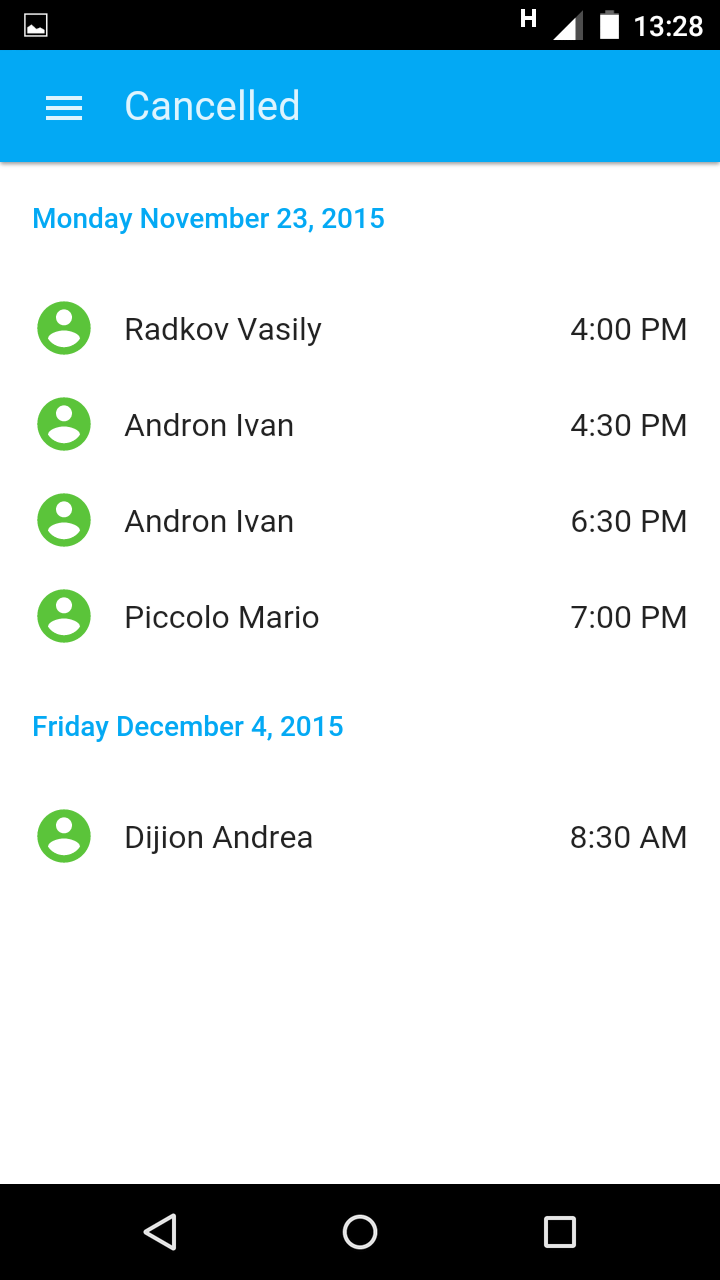 H 13:28
Cancelled
Monday November 23, 2015
Radkov Vasily 4:00 PM
Andron Ivan 4:30 PM
Andron Ivan 6:30 PM
Piccolo Mario 7:00 PM
Friday December 4, 2015
Dijion Andrea 8:30 AM